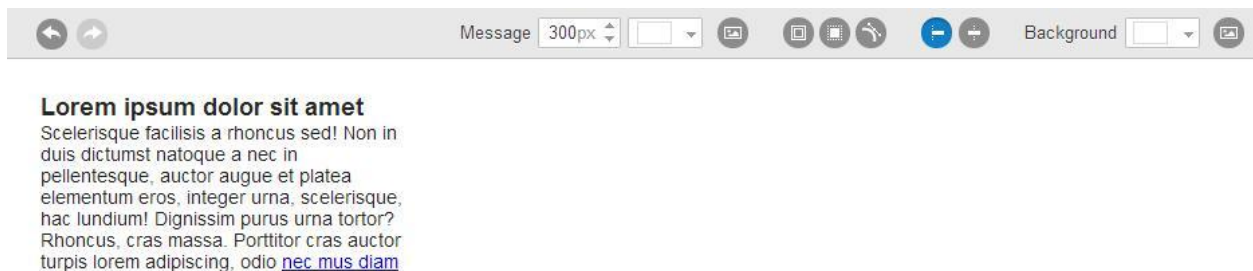 Message 300px Background
Lorem ipsum dolor sit amet
Scelerisque facilisis a rhoncus sed! Non in
duis dictumst natoque a nec in
pellentesque, auctor augue et platea
elementum eros, integer urna, scelerisque,
hac lundium! Dignissim purus urna tortor?
Rhoncus, cras massa. Porttitor cras auctor
turpis lorem adipiscing, odio nec mus diam